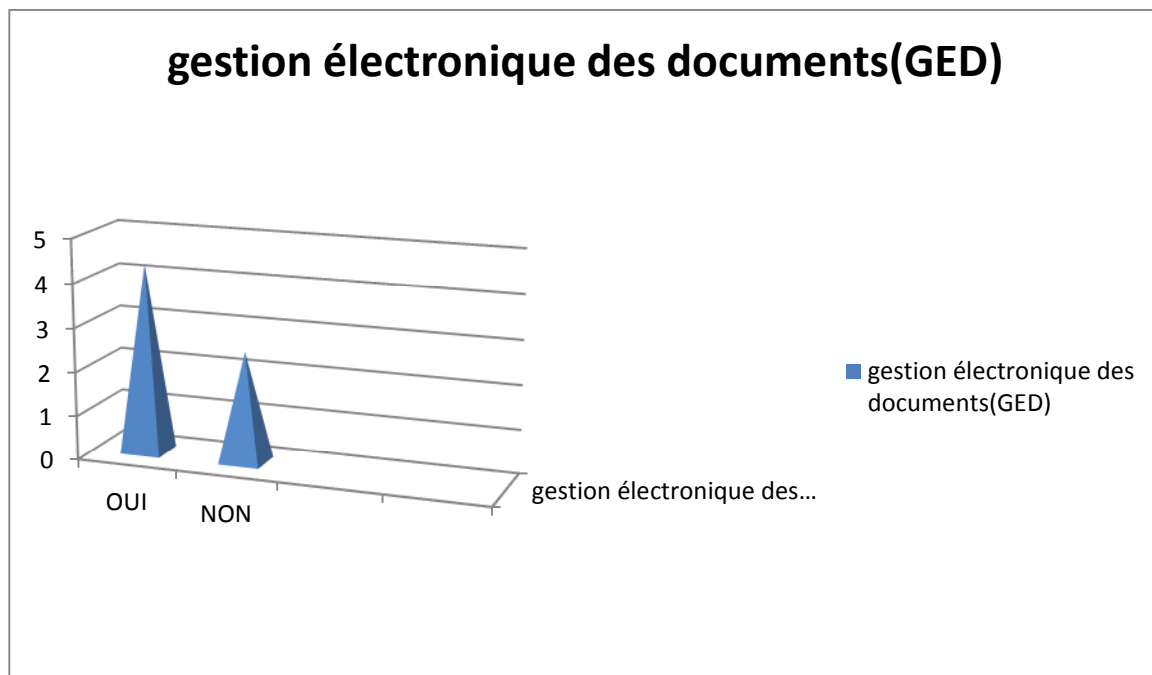 gestion électronique des documents(GED)
5
4
3
2
1
0
OUI
NON
gestion électronique des…
gestion électronique des
documents(GED)